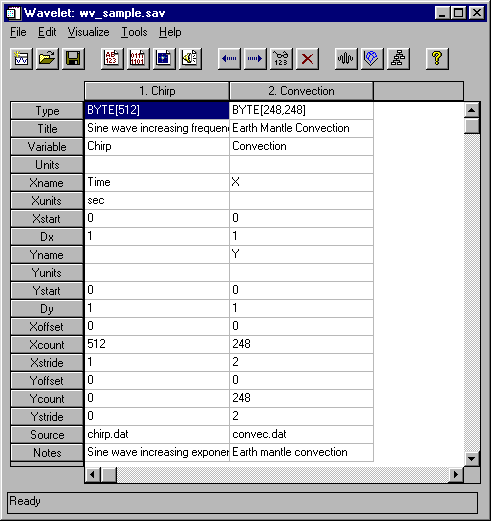 Wavelet: wv_sample.sav
File Edit Visualize Tools Help
1. Chirp 2. Convection
Type BYTE[512] BYTE[248,248]
Title Sine wave increasing frequenc Earth Mantle Convection
Variable Chirp Convection
Units
Xname Time X
Xunits sec
Xstart 0 0
Dx 1 1
Yname Y
Yunits
Ystart 0 0
Dy 1 1
Xoffset 0 0
Xcount 512 248
Xstride 1 2
Yoffset 0 0
Ycount 0 248
Ystride 0 2
Source chirp.dat convec.dat
Notes Sine wave increasing exponer Earth mantle convection
Ready